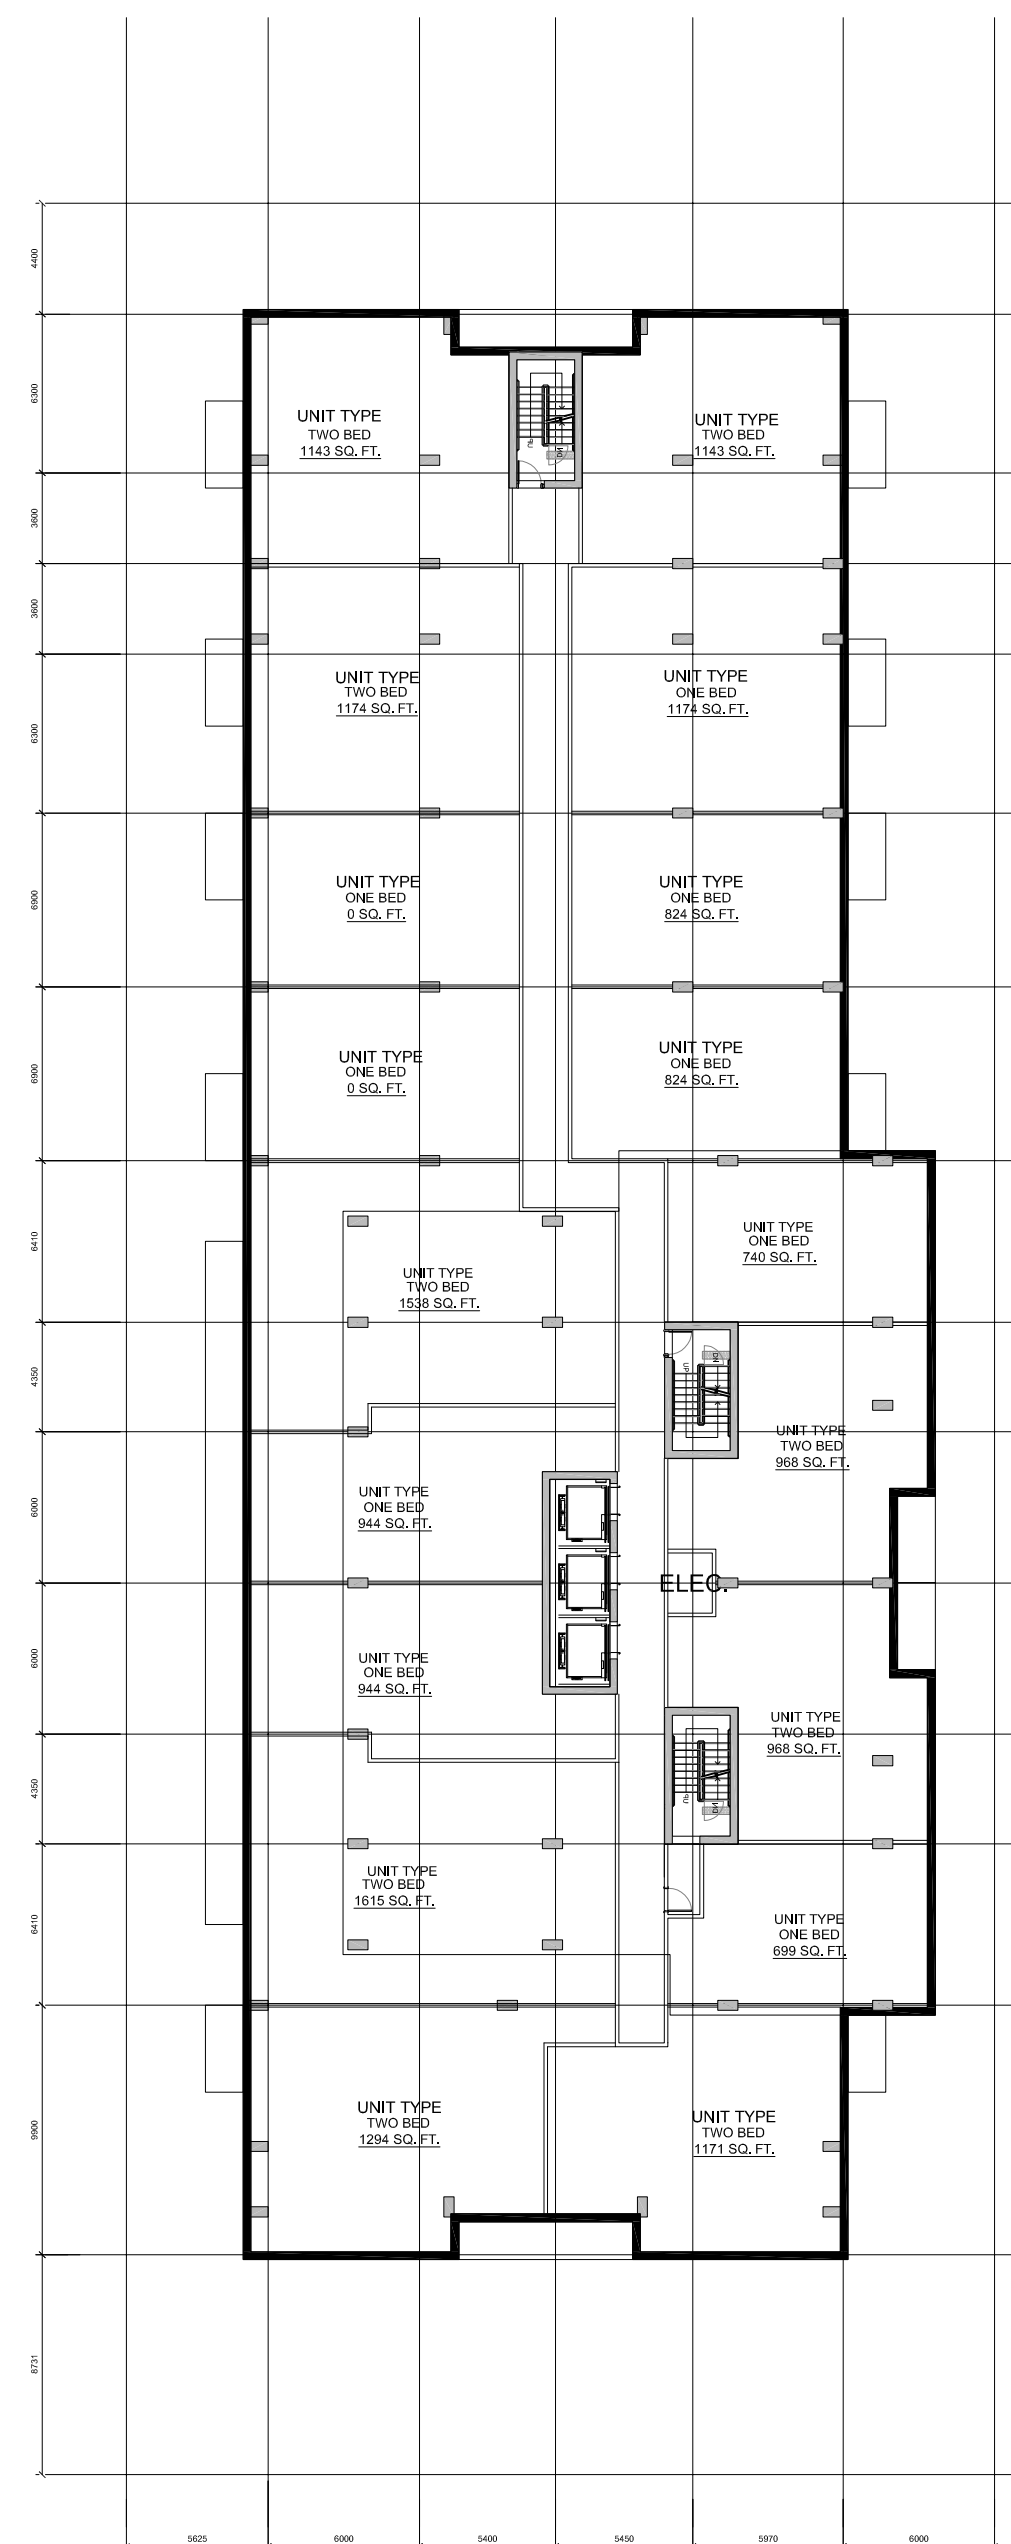 4400
6300
UNIT TYPE
TWO BED
1143 SQ. FT.
UP
DN
UNIT TYPE
TWO BED
1143 SQ. FT.
3600
3600
UNIT TYPE
TWO BED
1174 SQ. FT.
UNIT TYPE
ONE BED
1174 SQ. FT.
6300
6900
UNIT TYPE
ONE BED
0 SQ. FT.
UNIT TYPE
ONE BED
824 SQ. FT.
6900
UNIT TYPE
ONE BED
0 SQ. FT.
UNIT TYPE
ONE BED
824 SQ. FT.
6410
UNIT TYPE
TWO BED
1538 SQ. FT.
UNIT TYPE
ONE BED
740 SQ. FT.
4350
UP
DN
UNIT TYPE
TWO BED
968 SQ. FT.
6000
UNIT TYPE
ONE BED
944 SQ. FT.
ELEC.
6000
UNIT TYPE
ONE BED
944 SQ. FT.
UNIT TYPE
TWO BED
968 SQ. FT.
4350
UP
DN
UNIT TYPE
TWO BED
1615 SQ. FT.
6410
UNIT TYPE
ONE BED
699 SQ. FT.
9900
UNIT TYPE
TWO BED
1294 SQ. FT.
UNIT TYPE
TWO BED
1171 SQ. FT.
8731
5625
6000
5400
5450
5970
6000